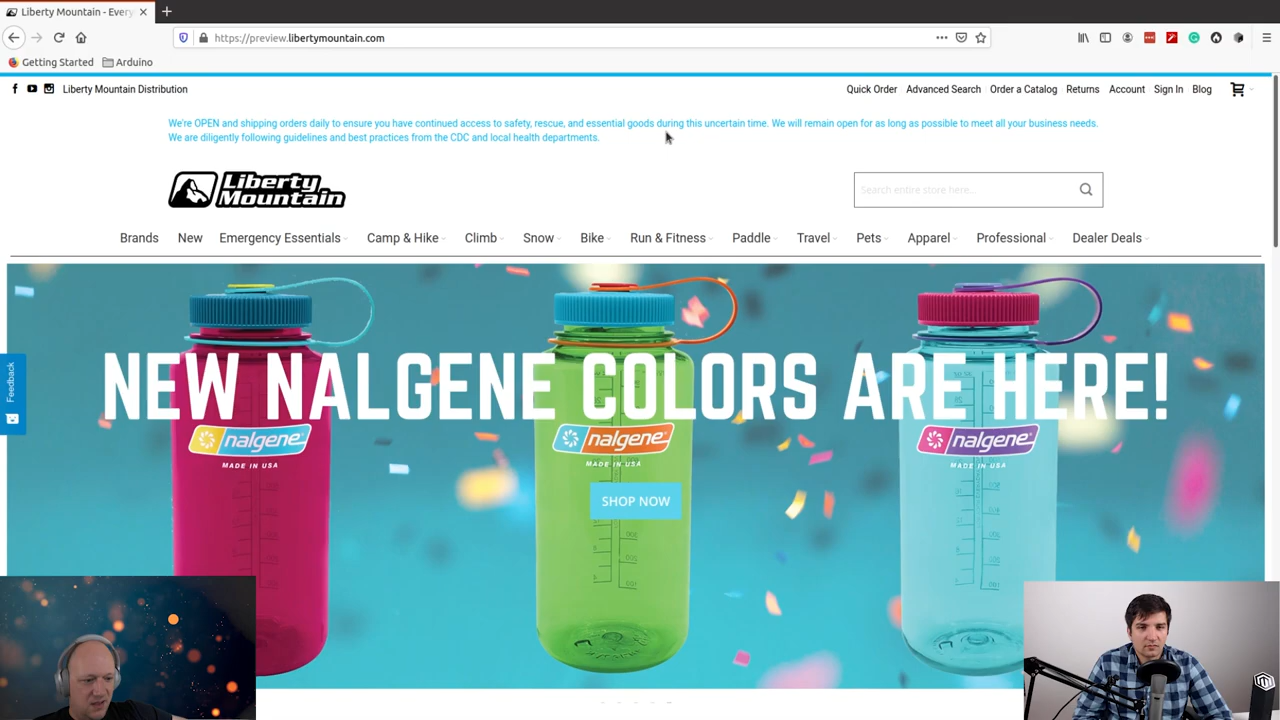 Liberty Mountain - Every
https://preview.libertymountain.com
Getting Started Arduino
Liberty Mountain Distribution Quick Order Advanced Search Order a Catalog Returns Account Sign In Blog
We're OPEN and shipping orders daily to ensure you have continued access to safety, rescue, and essential goods during this uncertain time. We will remain open for as long as possible to meet all your business needs.
We are diligently following guidelines and best practices from the CDC and local health departments.
Liberty
Mountain
Search entire store here...
Brands New Emergency Essentials Camp & Hike Climb Snow Bike Run & Fitness Paddle Travel Pets Apparel Professional Dealer Deals
NEW NALGENE COLORS ARE HERE!
nalgene nalgene nalgene
MADE IN USA MADE IN USA MADE IN USA
SHOP NOW
Feedback